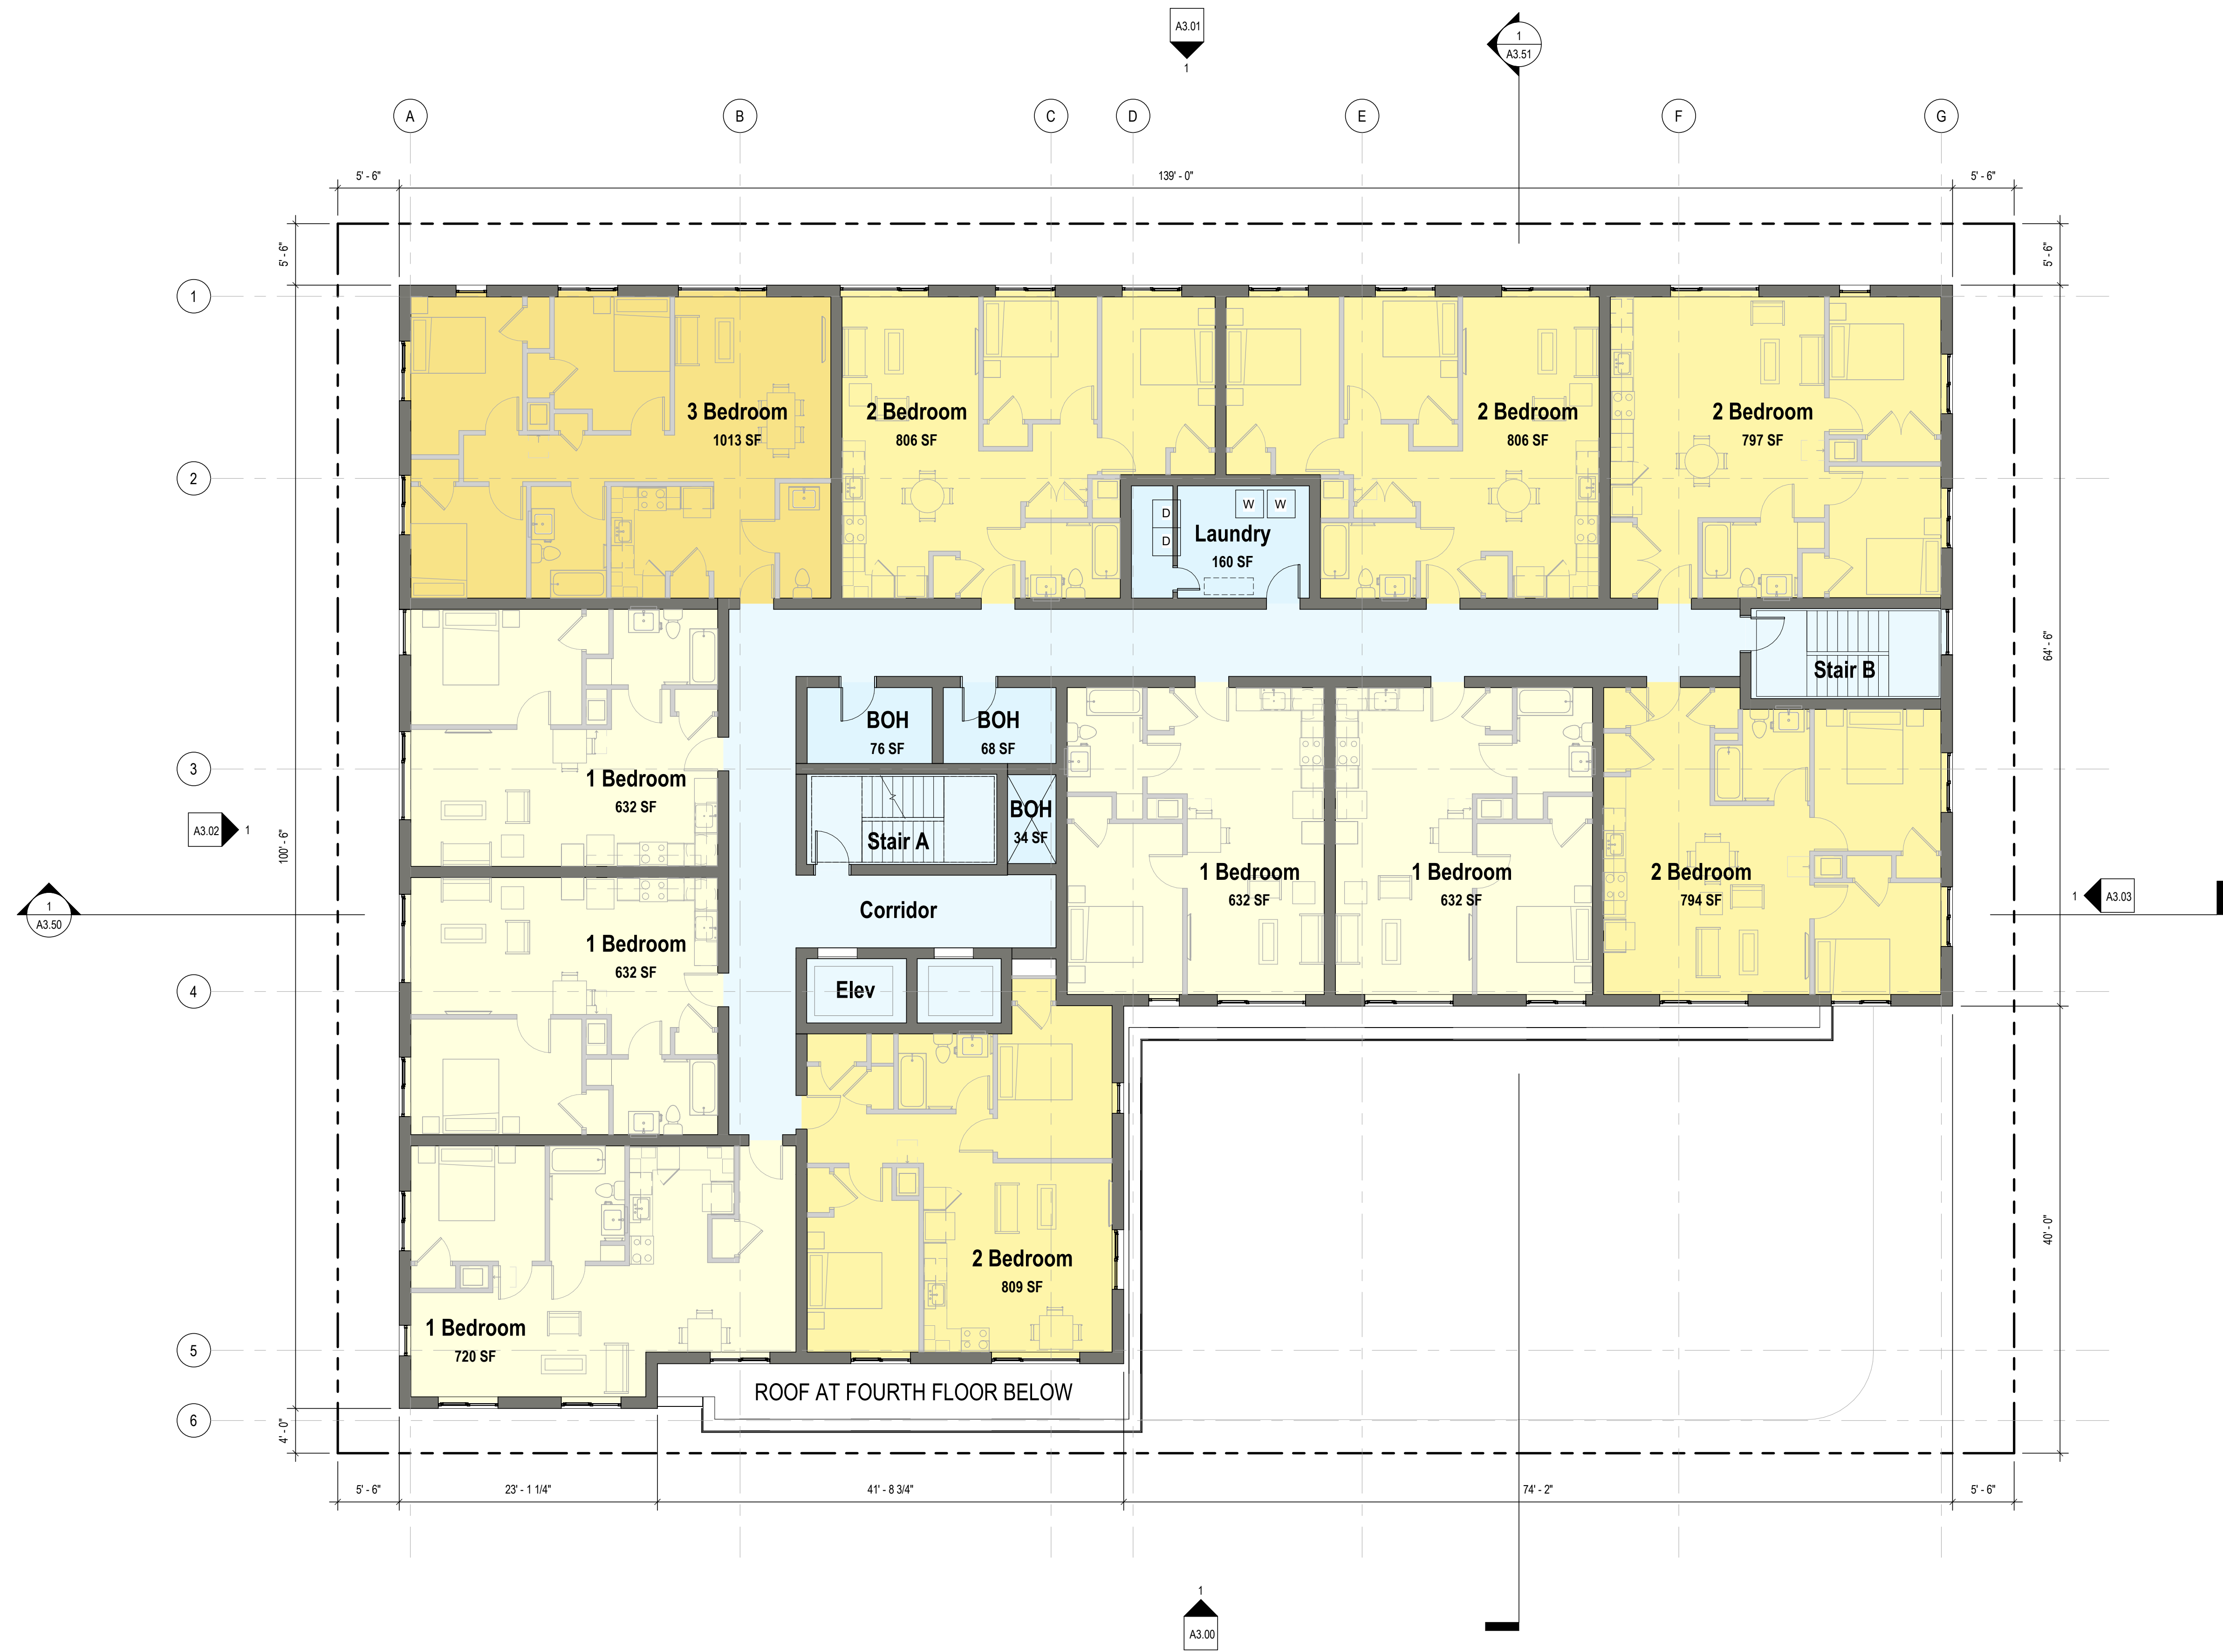 A3.01
1
1
A3.51
A
B
C
D
E
F
G
5' - 6"
139' - 0"
5' - 6"
5' - 6"
5' - 6"
1
3 Bedroom
1013 SF
2 Bedroom
806 SF
2 Bedroom
806 SF
2 Bedroom
797 SF
2
D
D
W
W
Laundry
160 SF
64' - 6"
Stair B
BOH
76 SF
BOH
68 SF
3
1 Bedroom
632 SF
A3.02
1
100' - 6"
BOH
34 SF
Stair A
1 Bedroom
632 SF
1 Bedroom
632 SF
2 Bedroom
794 SF
1
A3.03
1
A3.50
Corridor
1 Bedroom
632 SF
4
Elev
40' - 0"
2 Bedroom
809 SF
1 Bedroom
720 SF
5
ROOF AT FOURTH FLOOR BELOW
6
4' - 0"
5' - 6"
23' - 1 1/4"
41' - 8 3/4"
74' - 2"
5' - 6"
1
A3.00